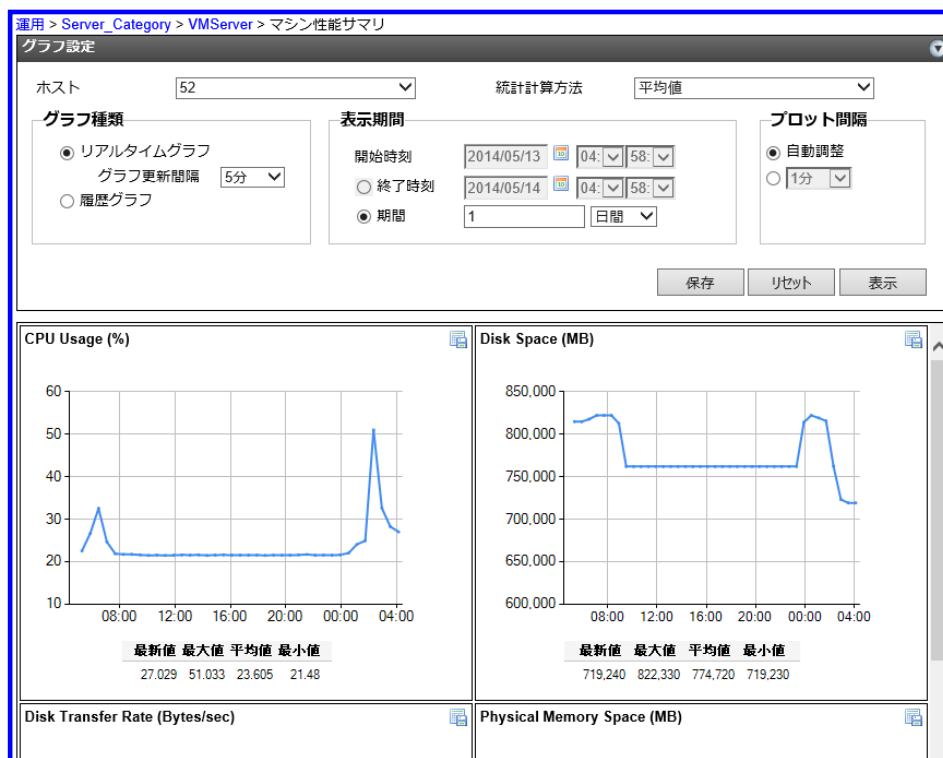 運用 > Server_Category > VMServer > マシン性能サマリ
グラフ設定
ホスト 52 統計計算方法 平均値
グラフ種類 表示期間 プロット間隔
リアルタイムグラフ 開始時刻 2014/05/13 04: 58: 自動調整
グラフ更新間隔 5分 終了時刻 2014/05/14 04: 58: 1分
履歴グラフ 期間 1 日間
保存 リセット 表示
CPU Usage (%)
60
50
40
30
20
10
08:00 12:00 16:00 20:00 00:00 04:00
最新値 最大値 平均値 最小値
27.029 51.033 23.605 21.48
Disk Space (MB)
850,000
800,000
750,000
700,000
650,000
600,000
08:00 12:00 16:00 20:00 00:00 04:00
最新値 最大値 平均値 最小値
719,240 822,330 774,720 719,230
Disk Transfer Rate (Bytes/sec)
Physical Memory Space (MB)